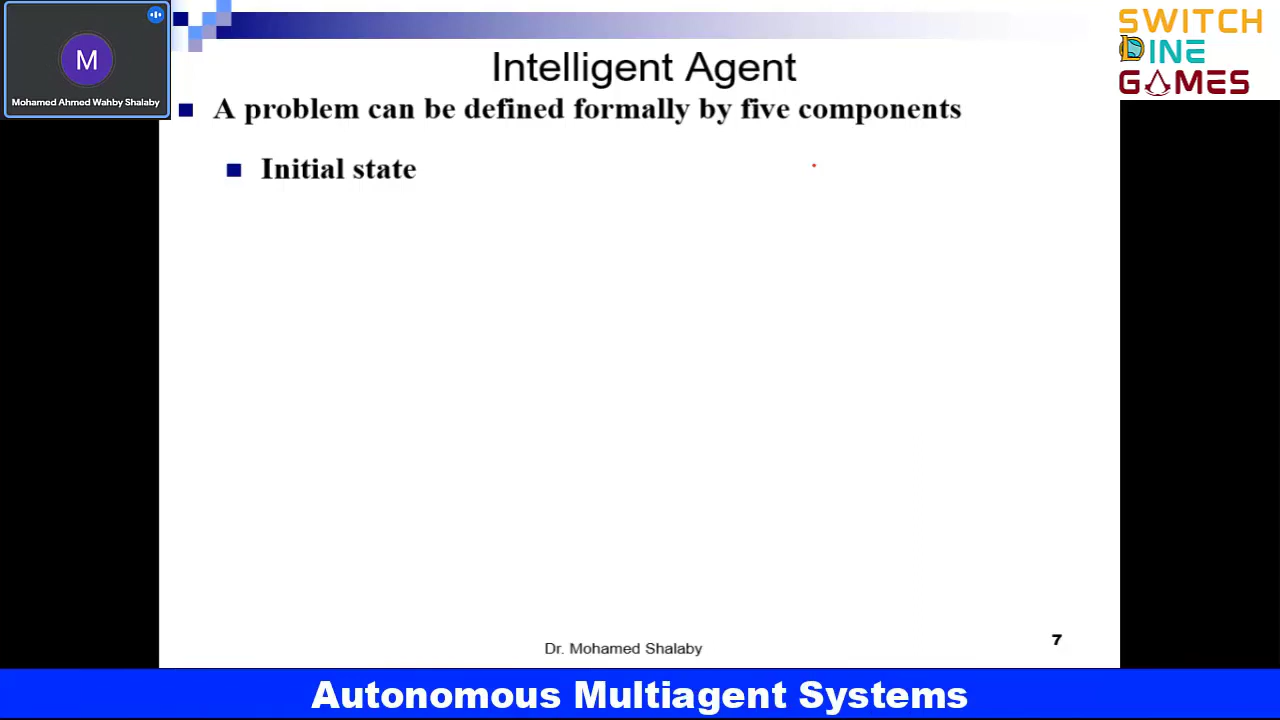 M
Mohamed Ahmed Wahby Shalaby
SWITCH
DINE
GAMES
Intelligent Agent
A problem can be defined formally by five components
Initial state
Dr. Mohamed Shalaby
7
Autonomous Multiagent Systems